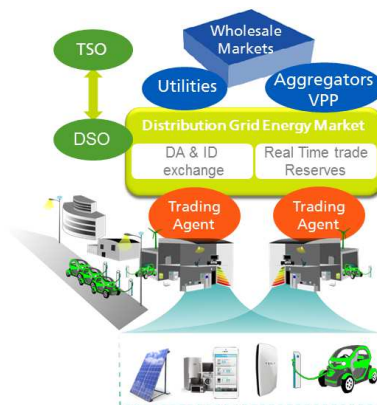 TSO
Wholesale
Markets
Utilities
Aggregators
VPP
DSO
Distribution Grid Energy Market
DA & ID
exchange
Real Time trade
Reserves
Trading
Agent
Trading
Agent